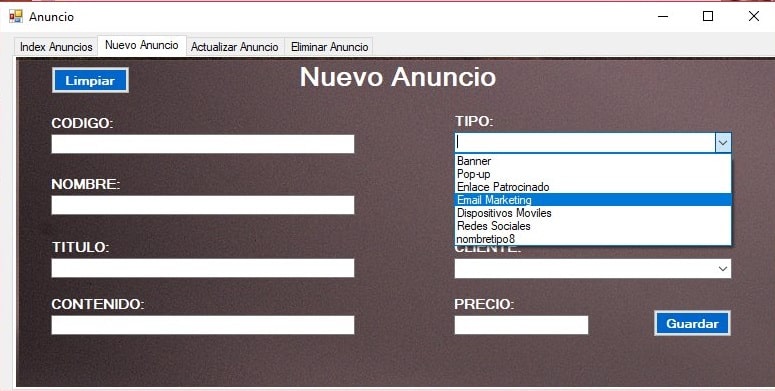 Anuncio
Index Anuncios Nuevo Anuncio Actualizar Anuncio Eliminar Anuncio
Limpiar
Nuevo Anuncio
CODIGO:
NOMBRE:
TITULO:
CONTENIDO:
TIPO:
Banner
Pop-up
Enlace Patrocinado
Email Marketing
Dispositivos Moviles
Redes Sociales
nombretipo8
CLIENTE:
PRECIO:
Guardar